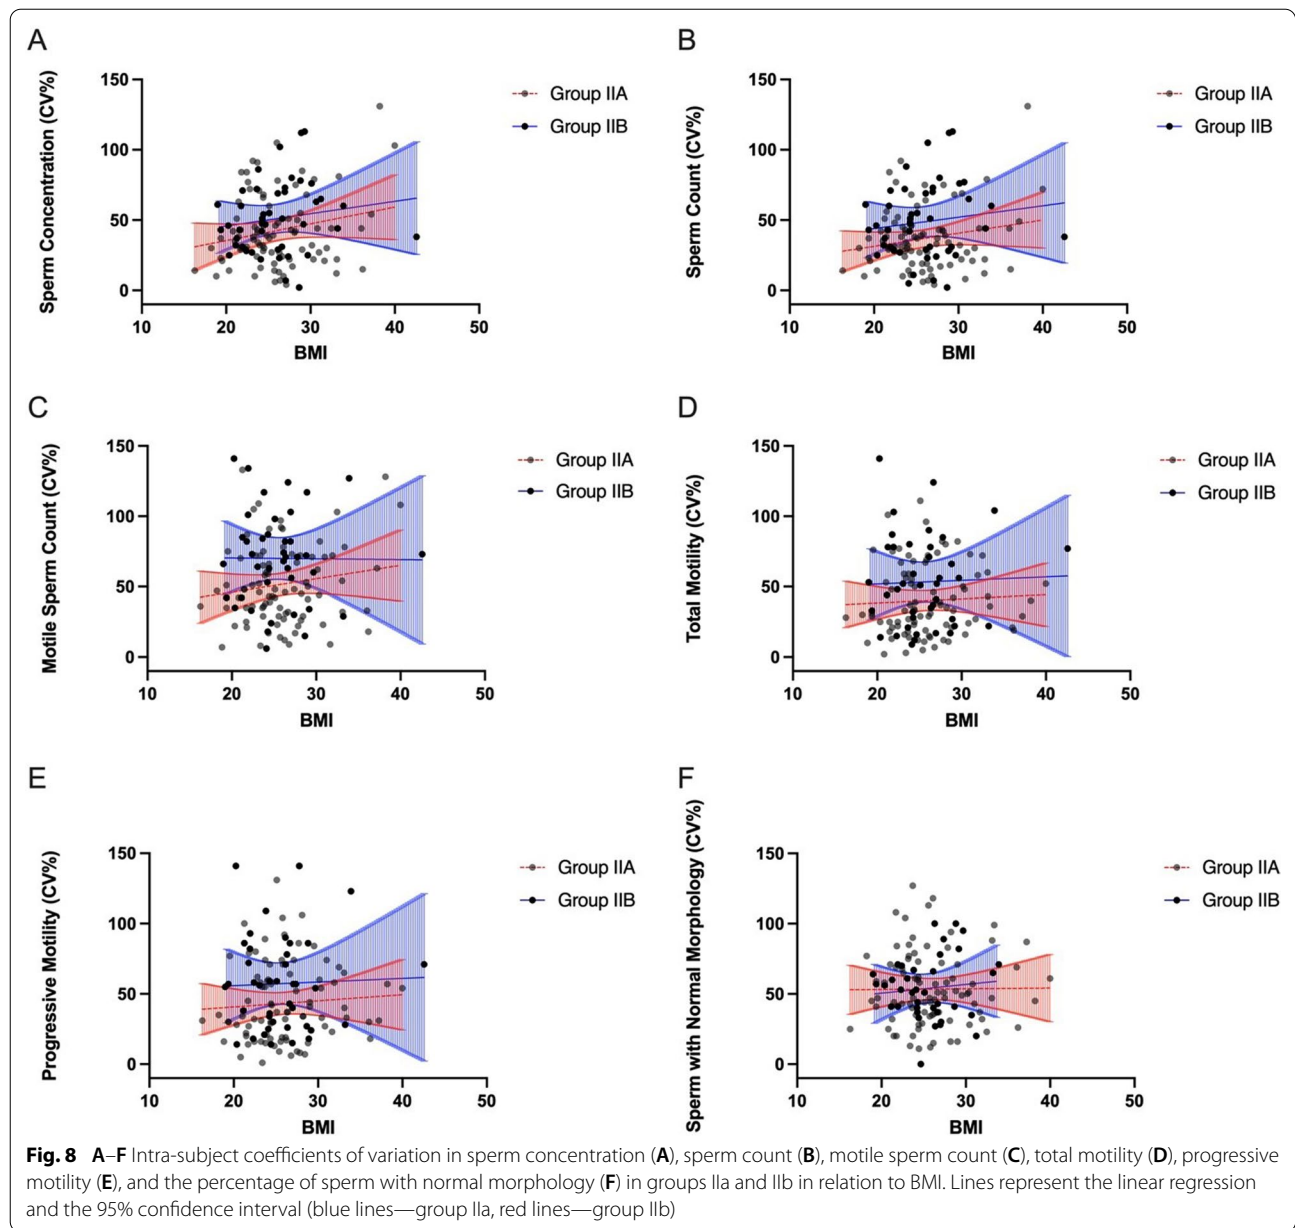 A
Sperm Concentration (CV%)
150
100
50
0
10 20 30 40 50
BMI
Group IIA
Group IIB
B
Sperm Count (CV%)
150
100
50
0
10 20 30 40 50
BMI
Group IIA
Group IIB
C
Motile Sperm Count (CV%)
150
100
50
0
10 20 30 40 50
BMI
Group IIA
Group IIB
D
Total Motility (CV%)
150
100
50
0
10 20 30 40 50
BMI
Group IIA
Group IIB
E
Progressive Motility (CV%)
150
100
50
0
10 20 30 40 50
BMI
Group IIA
Group IIB
F
Sperm with Normal Morphology (CV%)
150
100
50
0
10 20 30 40 50
BMI
Group IIA
Group IIB
Fig. 8 A–F Intra-subject coefficients of variation in sperm concentration (A), sperm count (B), motile sperm count (C), total motility (D), progressive
motility (E), and the percentage of sperm with normal morphology (F) in groups IIa and IIb in relation to BMI. Lines represent the linear regression
and the 95% confidence interval (blue lines—group IIa, red lines—group IIb)